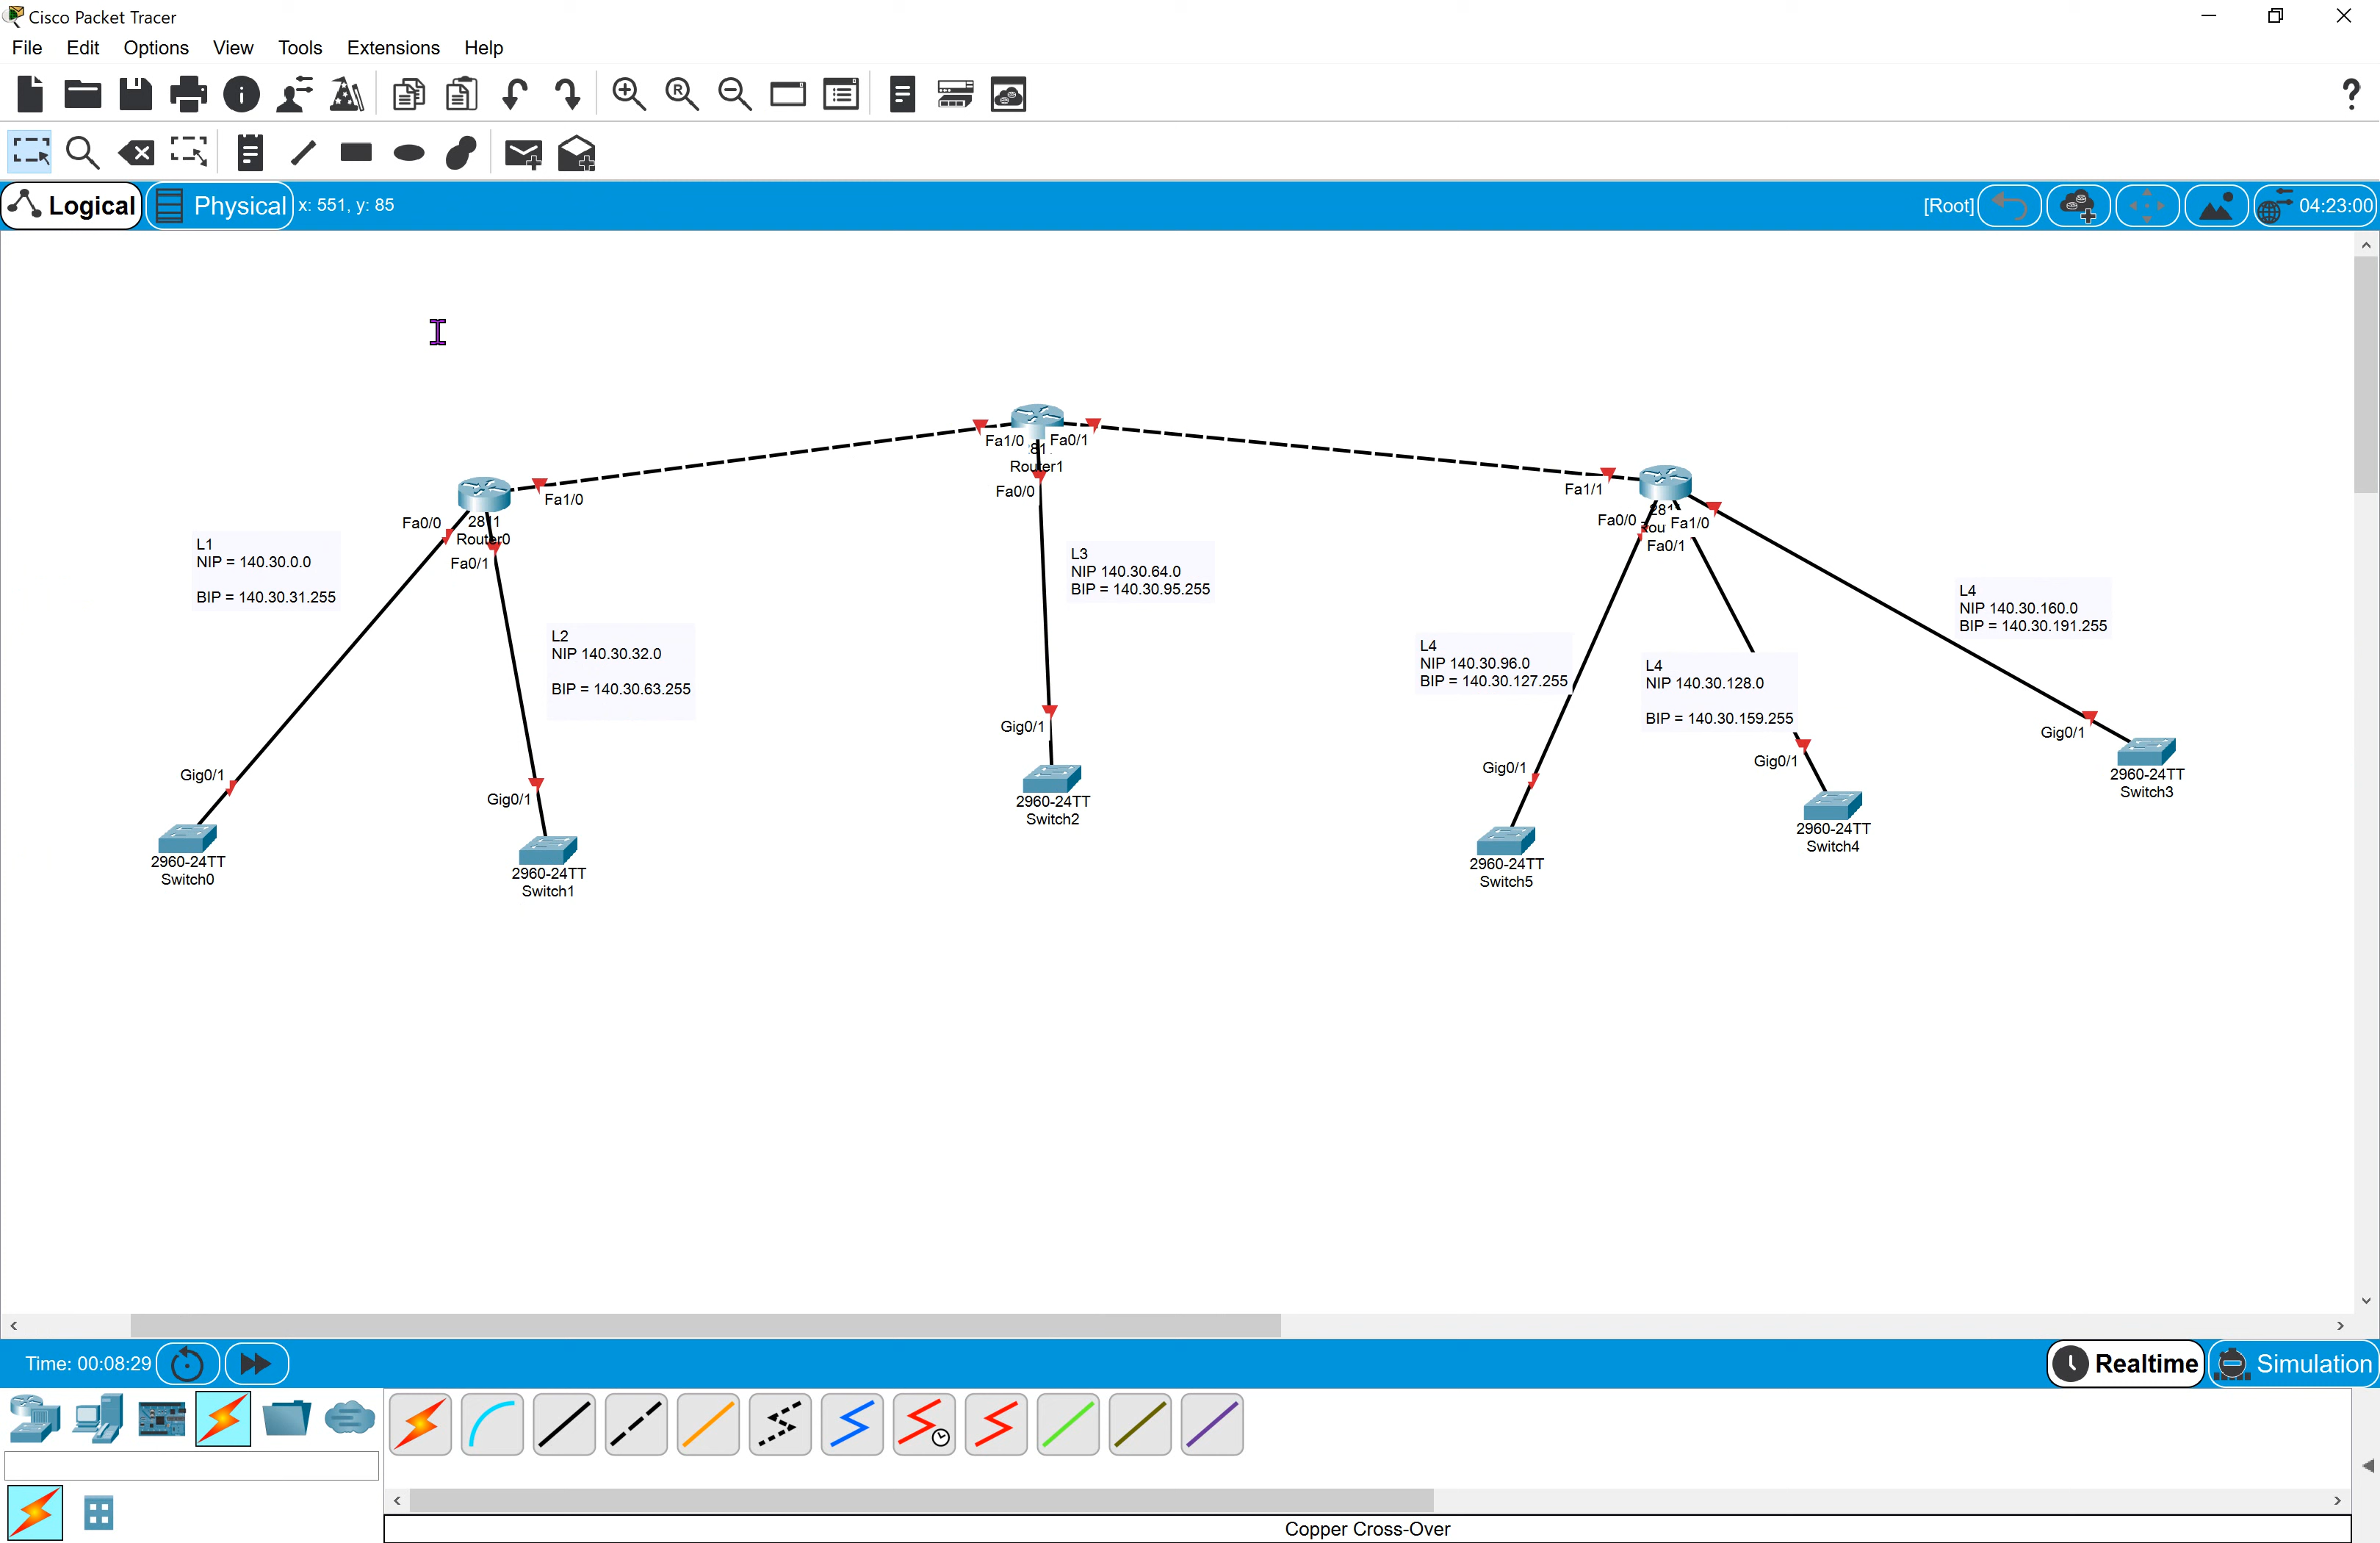 Cisco Packet Tracer
File Edit Options View Tools Extensions Help
Logical Physical x: 551, y: 85 [Root] 04:23:00
Fa1/0 Fa0/1
Router1
Fa0/0
Fa1/0
Fa0/0 2811
Router0
Fa0/1
Fa1/1
Fa0/0 Fa1/0
Fa0/1
L1
NIP = 140.30.0.0
BIP = 140.30.31.255
L2
NIP 140.30.32.0
BIP = 140.30.63.255
L3
NIP 140.30.64.0
BIP = 140.30.95.255
L4
NIP 140.30.96.0
BIP = 140.30.127.255
L4
NIP 140.30.128.0
BIP = 140.30.159.255
L4
NIP 140.30.160.0
BIP = 140.30.191.255
Gig0/1
2960-24TT
Switch0
Gig0/1
2960-24TT
Switch1
Gig0/1
2960-24TT
Switch2
Gig0/1
2960-24TT
Switch5
Gig0/1
2960-24TT
Switch4
Gig0/1
2960-24TT
Switch3
Time: 00:08:29 Realtime Simulation
Copper Cross-Over